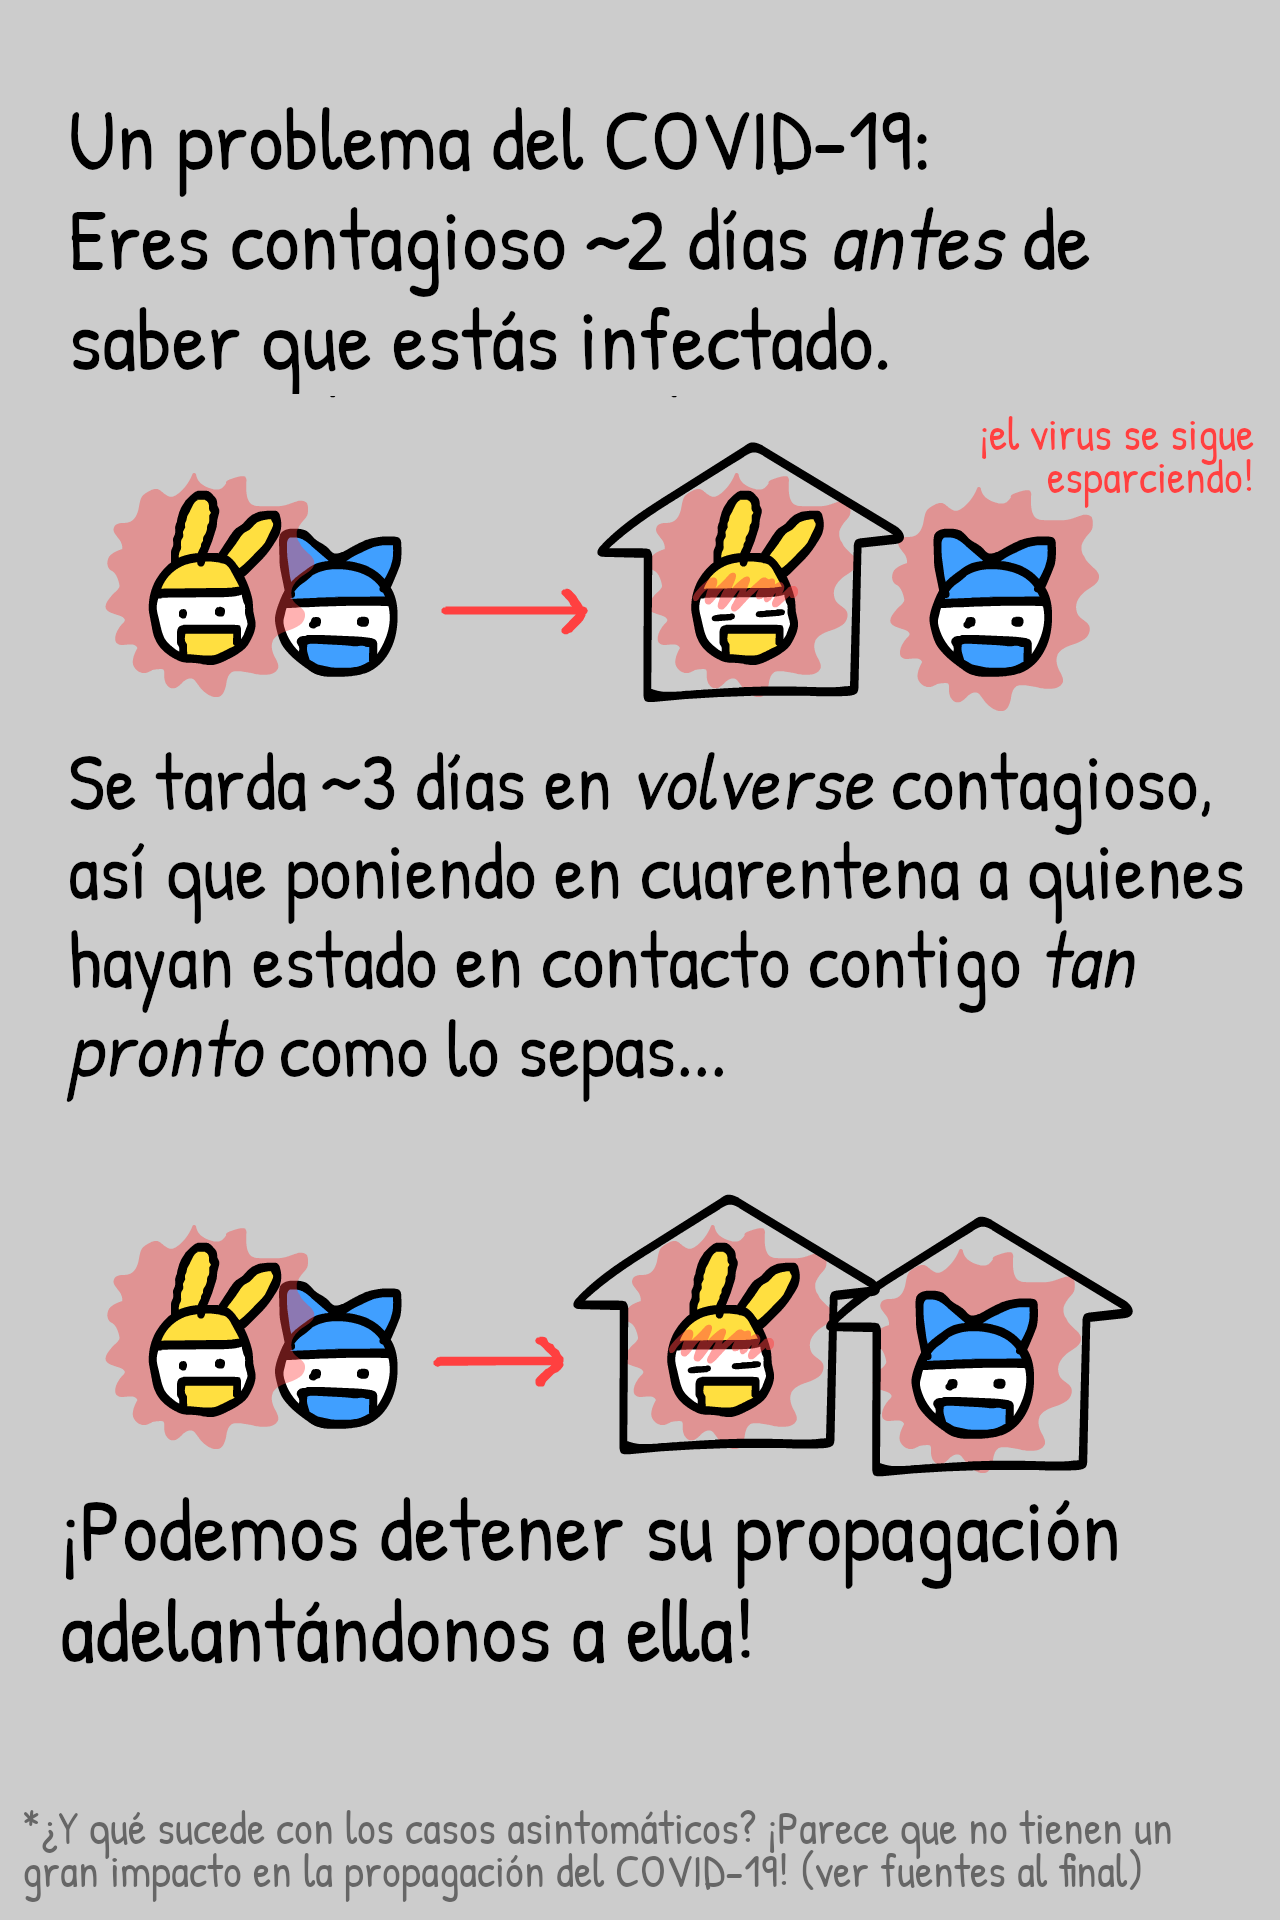 Un problema del COVID-19:
Eres contagioso ~2 días antes de
saber que estás infectado.
¡el virus se sigue
esparciendo!
Se tarda ~3 días en volverse contagioso,
así que poniendo en cuarentena a quienes
hayan estado en contacto contigo tan
pronto como lo sepas...
¡Podemos detener su propagación
adelantándonos a ella!
*¿Y qué sucede con los casos asintomáticos? ¡Parece que no tienen un
gran impacto en la propagación del COVID-19! (ver fuentes al final)